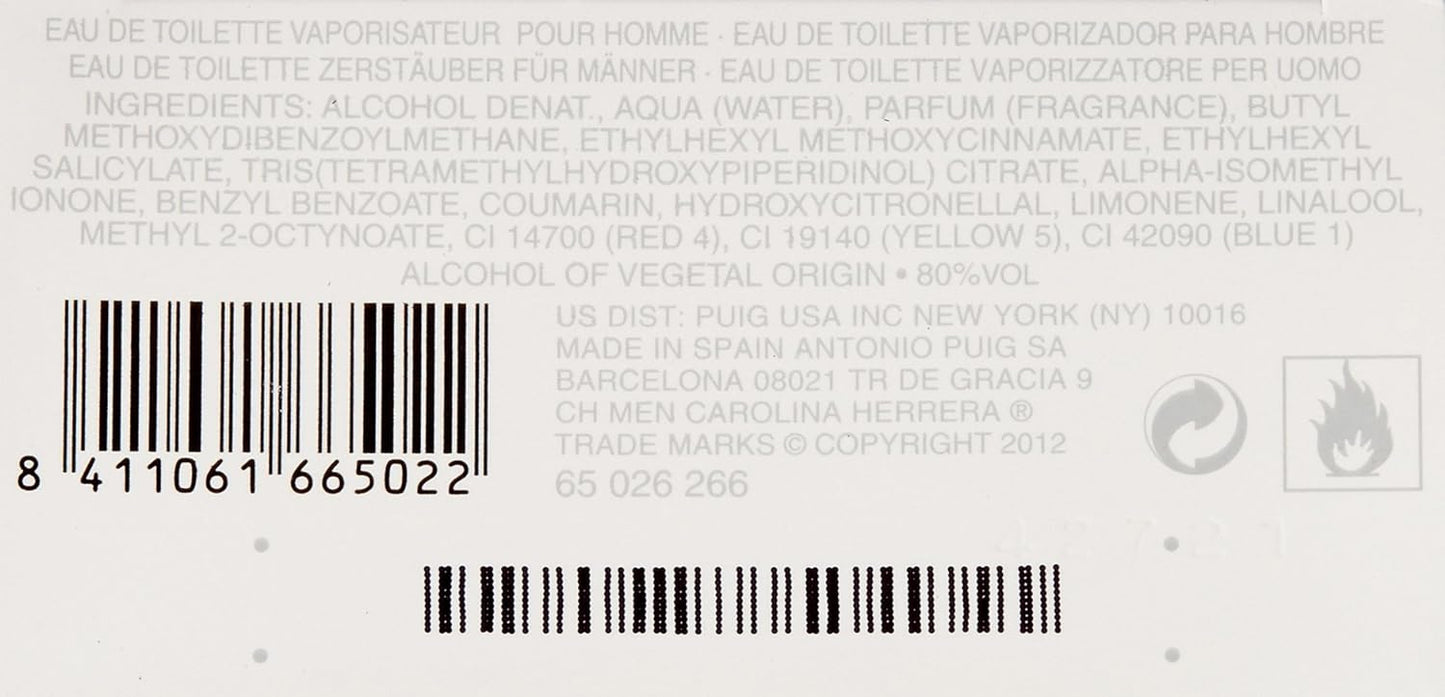 EAU DE TOILETTE VAPORISATEUR POUR HOMME · EAU DE TOILETTE VAPORIZADOR PARA HOMBRE
EAU DE TOILETTE ZERSTÄUBER FÜR MÄNNER · EAU DE TOILETTE VAPORIZZATORE PER UOMO
INGREDIENTS: ALCOHOL DENAT., AQUA (WATER), PARFUM (FRAGRANCE), BUTYL
METHOXYDIBENZOYLMETHANE, ETHYLHEXYL METHOXYCINNAMATE, ETHYLHEXYL
SALICYLATE, TRIS(TETRAMETHYLHYDROXYPIPERIDINOL) CITRATE, ALPHA-ISOMETHYL
IONONE, BENZYL BENZOATE, COUMARIN, HYDROXYCITRONELLAL, LIMONENE, LINALOOL,
METHYL 2-OCTYNOATE, CI 14700 (RED 4), CI 19140 (YELLOW 5), CI 42090 (BLUE 1)
ALCOHOL OF VEGETAL ORIGIN • 80%VOL
US DIST: PUIG USA INC NEW YORK (NY) 10016
MADE IN SPAIN ANTONIO PUIG SA
BARCELONA 08021 TR DE GRACIA 9
CH MEN CAROLINA HERRERA ®
TRADE MARKS © COPYRIGHT 2012
65 026 266
8 411061 665022